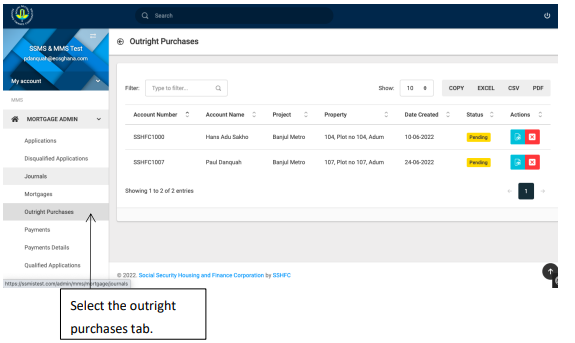 Search
SSMS & MMS Test
pdanquah@ecsghana.com
My account
MMS
MORTGAGE ADMIN
Applications
Disqualified Applications
Journals
Mortgages
Outright Purchases
Payments
Payments Details
Qualified Applications
https://ssmistest.com/admin/mms/mortgage/journals
Outright Purchases
Filter: Type to filter... Show: 10 COPY EXCEL CSV PDF
Account Number Account Name Project Property Date Created Status Actions
SSHFC1000 Hans Adu Sakho Banjul Metro 104, Plot no 104, Adum 10-06-2022 Pending
SSHFC1007 Paul Danquah Banjul Metro 107, Plot no 107, Adum 24-06-2022 Pending
Showing 1 to 2 of 2 entries
← 1 →
© 2022. Social Security Housing and Finance Corporation by SSHFC
Select the outright
purchases tab.